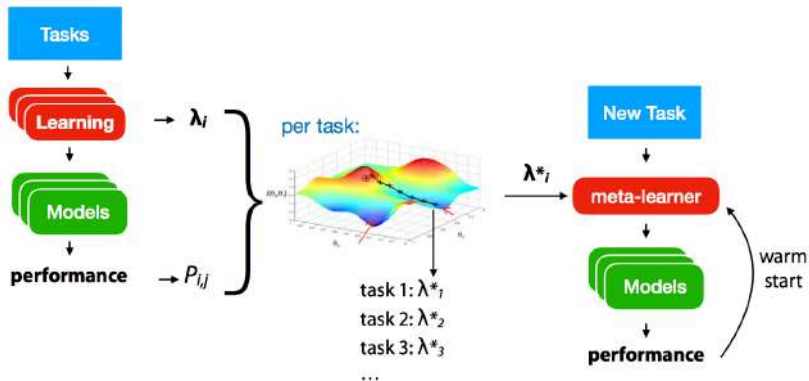 Tasks
Learning
λi
Models
performance
Pi,j
per task:
task 1: λ*1
task 2: λ*2
task 3: λ*3
...
λ*i
New Task
meta-learner
Models
performance
warm
start